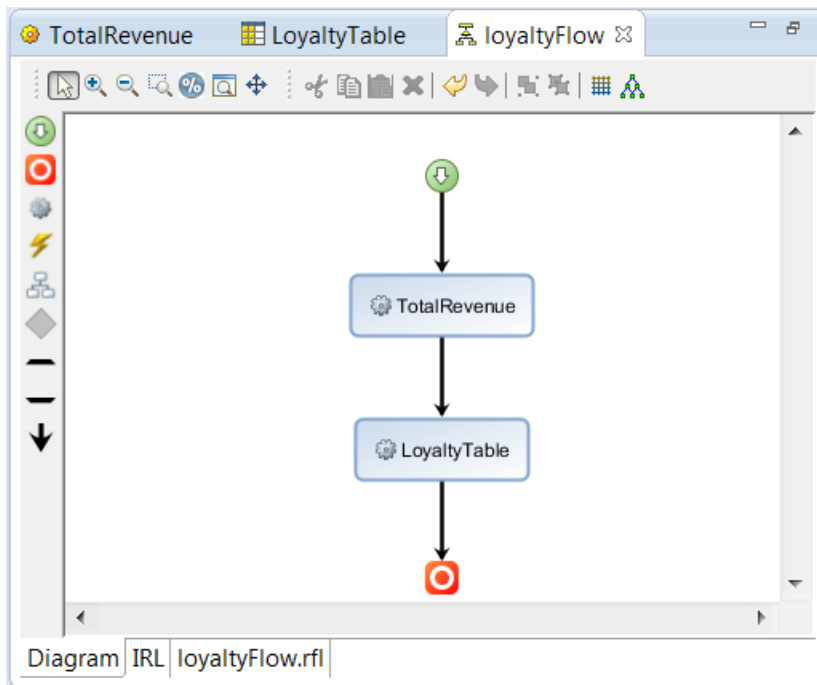 TotalRevenue LoyaltyTable loyaltyFlow
%
TotalRevenue
LoyaltyTable
Diagram IRL loyaltyFlow.rfl